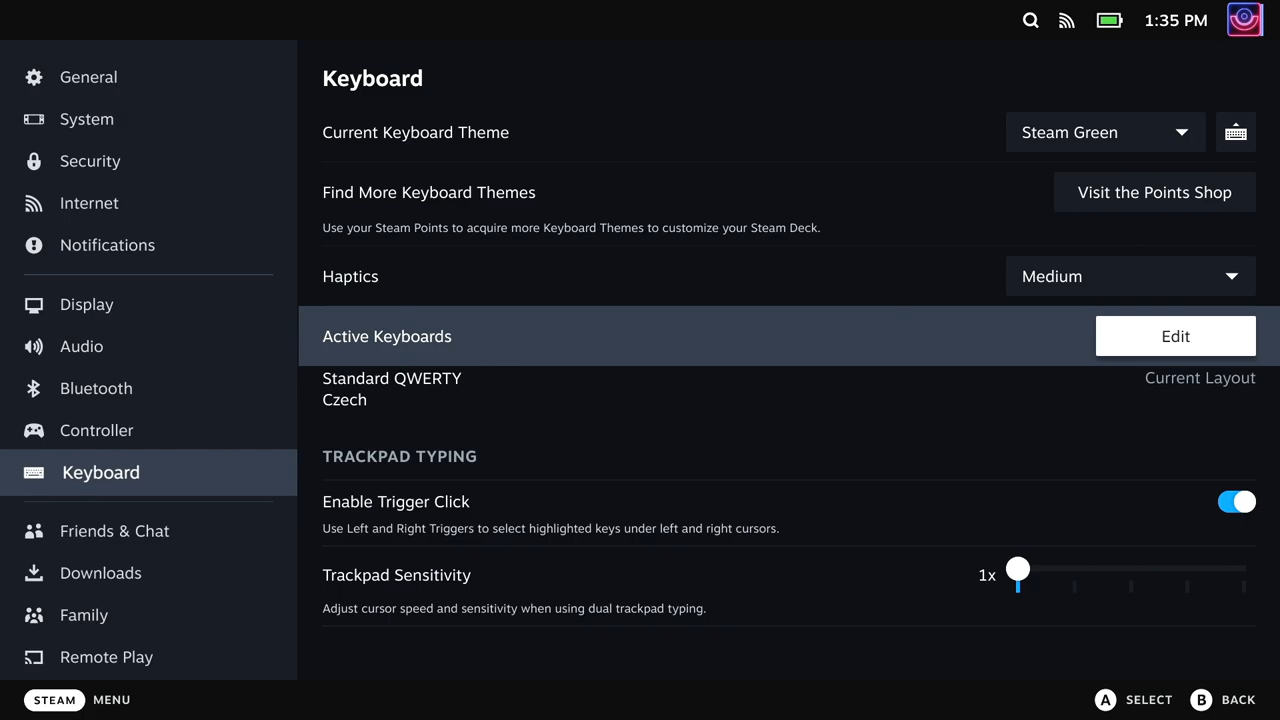 1:35 PM
General
System
Security
Internet
Notifications
Display
Audio
Bluetooth
Controller
Keyboard
Friends & Chat
Downloads
Family
Remote Play
Keyboard
Current Keyboard Theme
Steam Green
Find More Keyboard Themes
Visit the Points Shop
Use your Steam Points to acquire more Keyboard Themes to customize your Steam Deck.
Haptics
Medium
Active Keyboards
Edit
Standard QWERTY
Current Layout
Czech
TRACKPAD TYPING
Enable Trigger Click
Use Left and Right Triggers to select highlighted keys under left and right cursors.
Trackpad Sensitivity
1x
Adjust cursor speed and sensitivity when using dual trackpad typing.
STEAM MENU
A SELECT B BACK